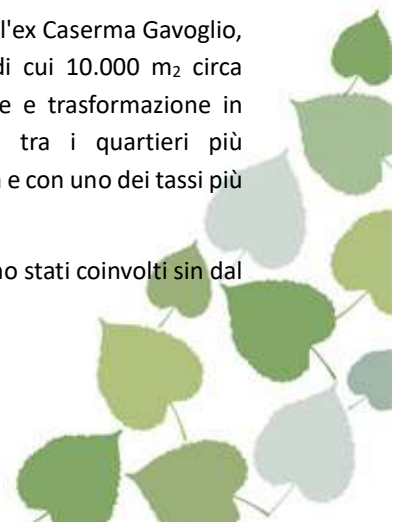 l'ex Caserma Gavoglio,
di cui 10.000 m₂ circa
e e trasformazione in
tra i quartieri più
e con uno dei tassi più
no stati coinvolti sin dal